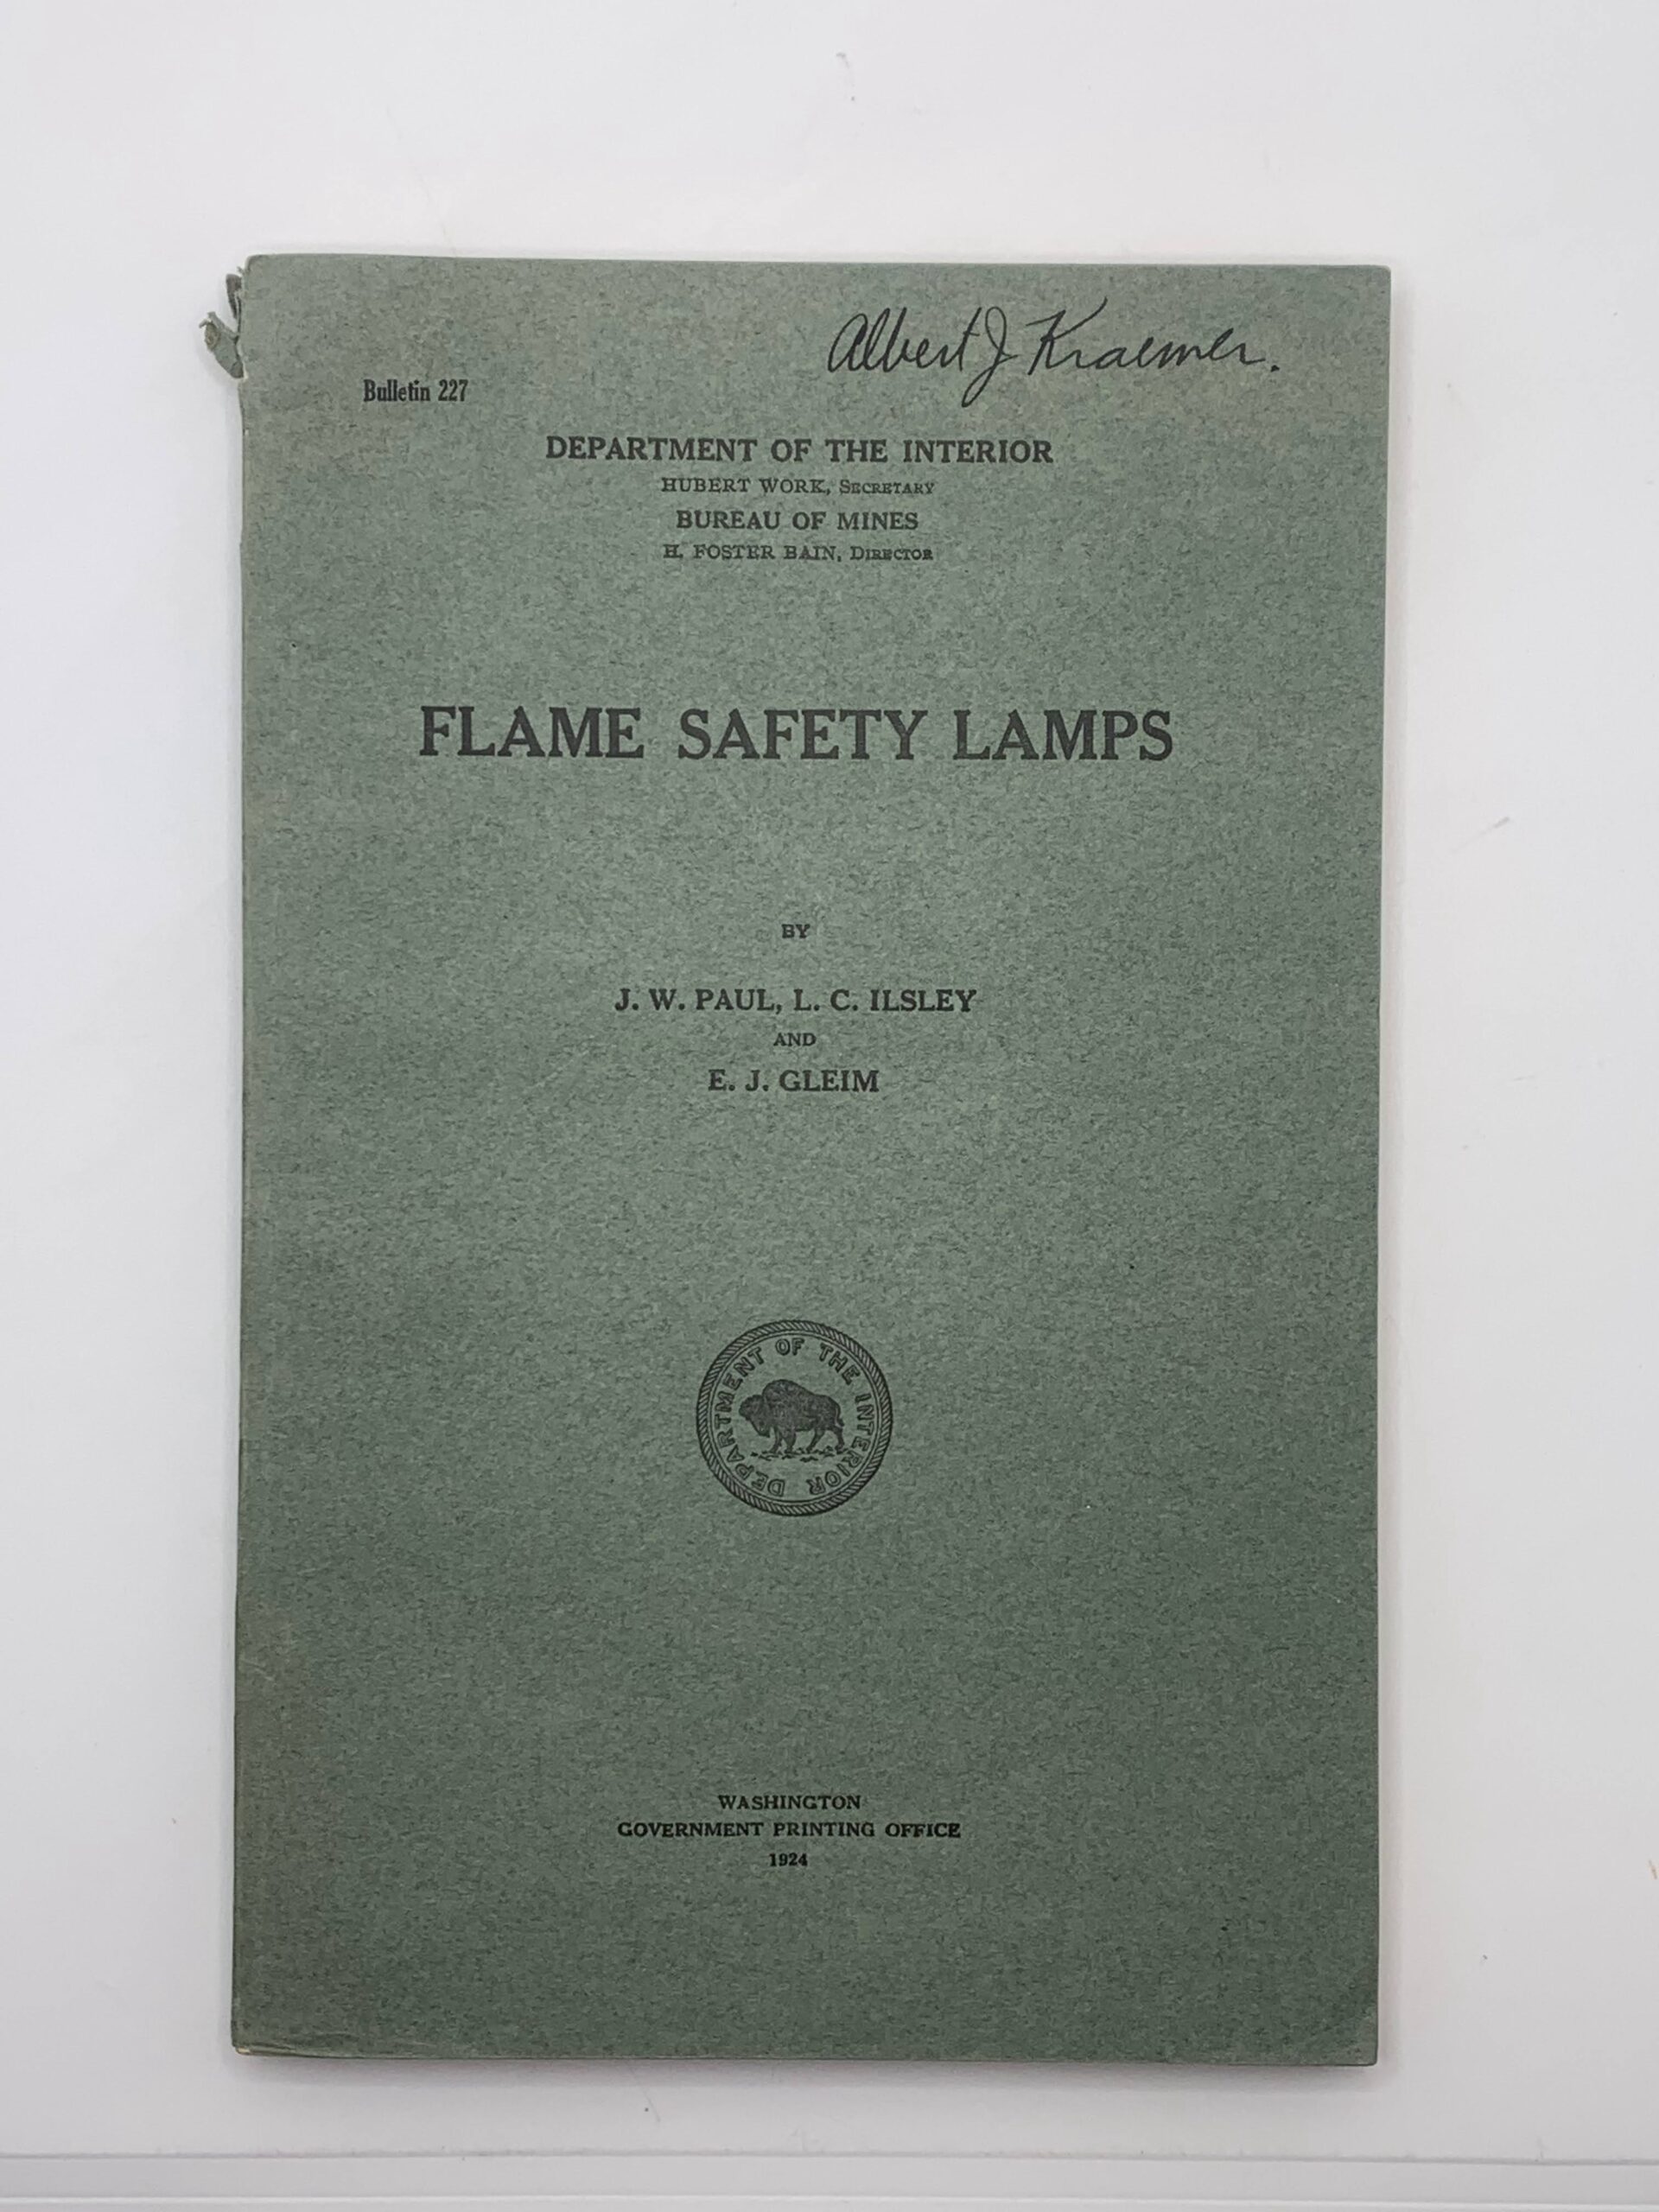 Albert J Kraemer.
Bulletin 227
DEPARTMENT OF THE INTERIOR
HUBERT WORK, SECRETARY
BUREAU OF MINES
H. FOSTER BAIN, DIRECTOR
FLAME SAFETY LAMPS
BY
J. W. PAUL, L. C. ILSLEY
AND
E. J. GLEIM
DEPARTMENT OF THE INTERIOR
WASHINGTON
GOVERNMENT PRINTING OFFICE
1924